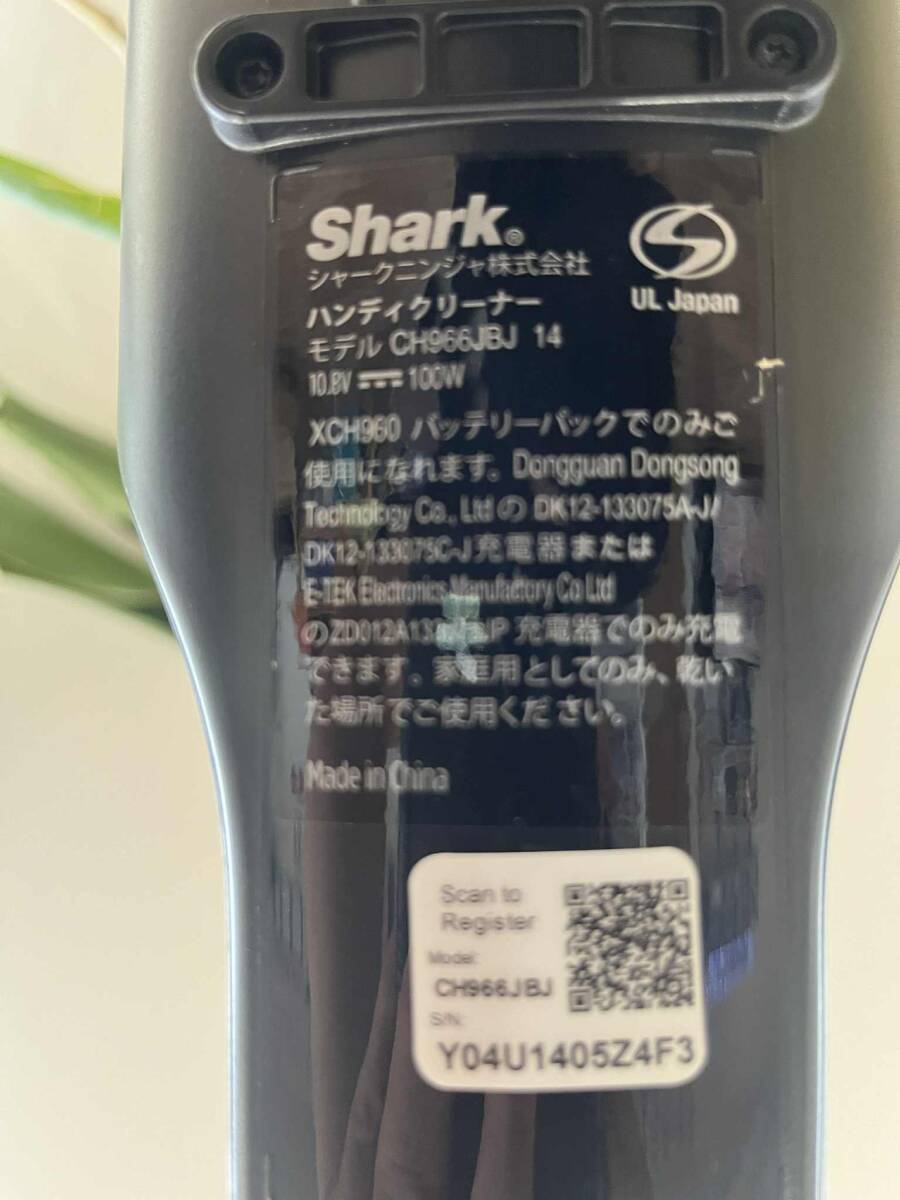 Shark®
シャークニンジャ株式会社
UL Japan
ハンディクリーナー
モデル CH966JBJ 14
10.8V 100W
XCH960 バッテリーパックでのみご
使用になれます。Dongguan Dongsong
Technology Co., Ltd の DK12-133075A-J/
DK12-133075C-J充電器または
E-TEK Electronics Manufactory Co Ltd
の 充電器でのみ充電
できます。家庭用としてのみ、乾い
た場所でご使用ください。
Made in China
Scan to
Register
Model:
CH966JBJ
S/N:
Y04U1405Z4F3